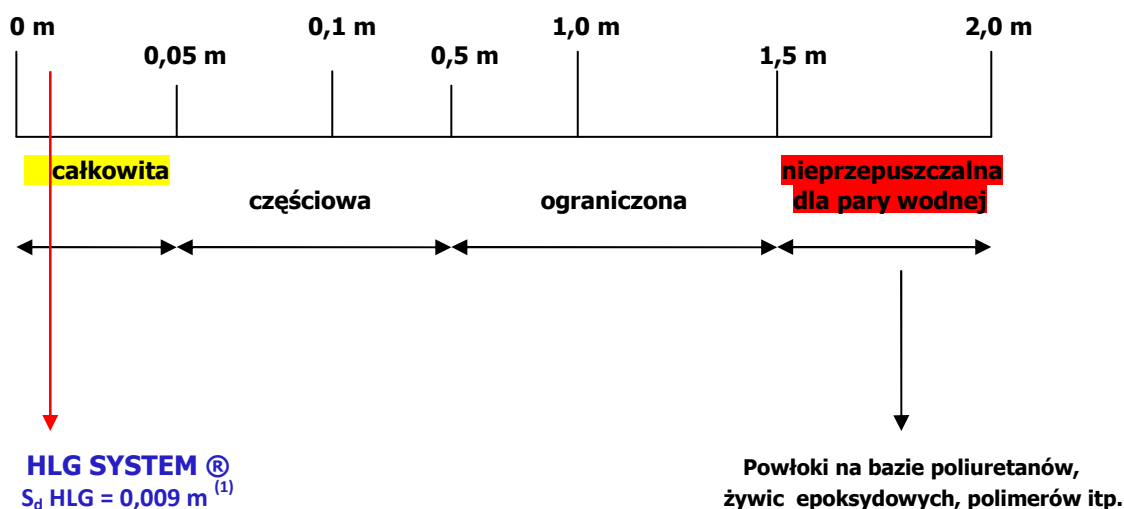 0 m
0,1 m
1,0 m
2,0 m
0,05 m
0,5 m
1,5 m
całkowita
nieprzepuszczalna
dla pary wodnej
częściowa
ograniczona
HLG SYSTEM ®
Sd HLG = 0,009 m (1)
Powłoki na bazie poliuretanów,
żywic epoksydowych, polimerów itp.